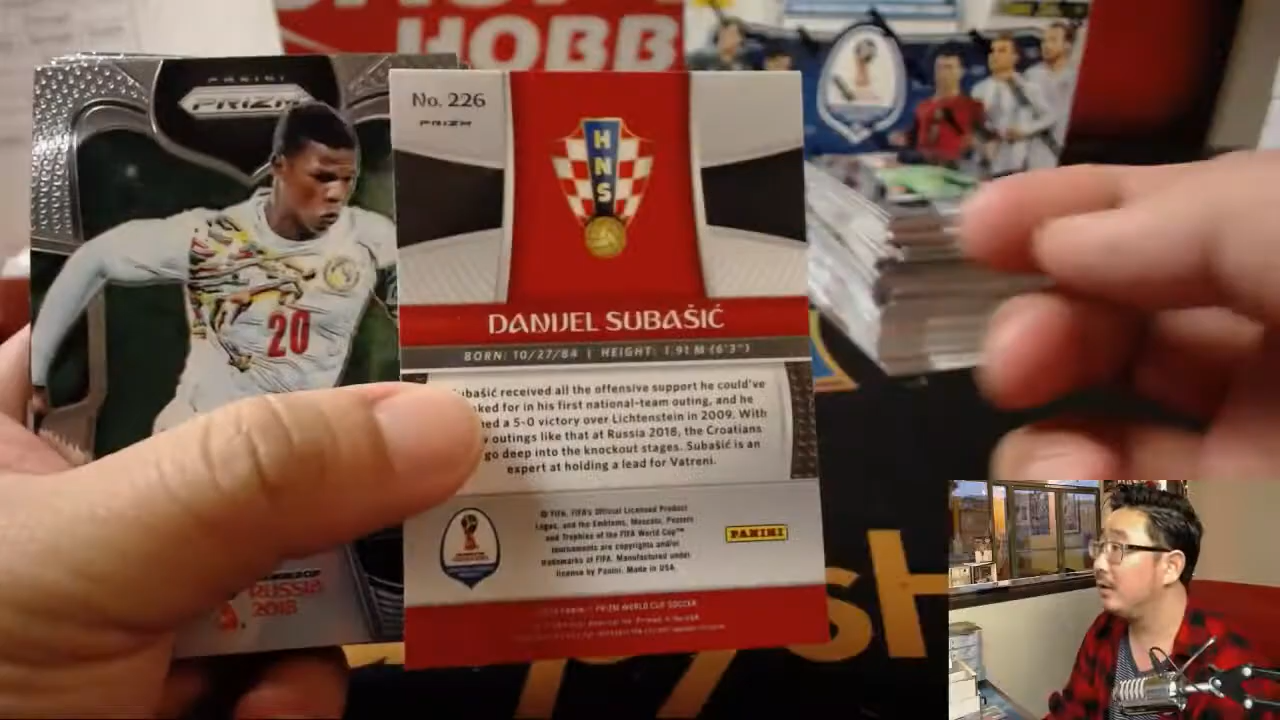 HOBB
PANINI
PRIZM
20
RUSSIA
2018
No. 226
PRIZM
HNS
DANIJEL SUBAŠIĆ
BORN: 10/27/84 | HEIGHT: 1.91 M (6'3")
Subašić received all the offensive support he could've
for in his first national-team outing, and he
a 5-0 victory over Lichtenstein in 2009. With
outings like that at Russia 2018, the Croatians
go deep into the knockout stages. Subašić is an
expert at holding a lead for Vatreni.
© FIFA, FIFA's Official Licensed Product
Logos, and the Emblems, Mascots, Posters
and Trophies of the FIFA World Cup™
tournaments are copyrights and/or
trademarks of FIFA. Manufactured under
license by Panini. Made in USA.
PANINI
PANINI - PRIZM WORLD CUP SOCCER
sh